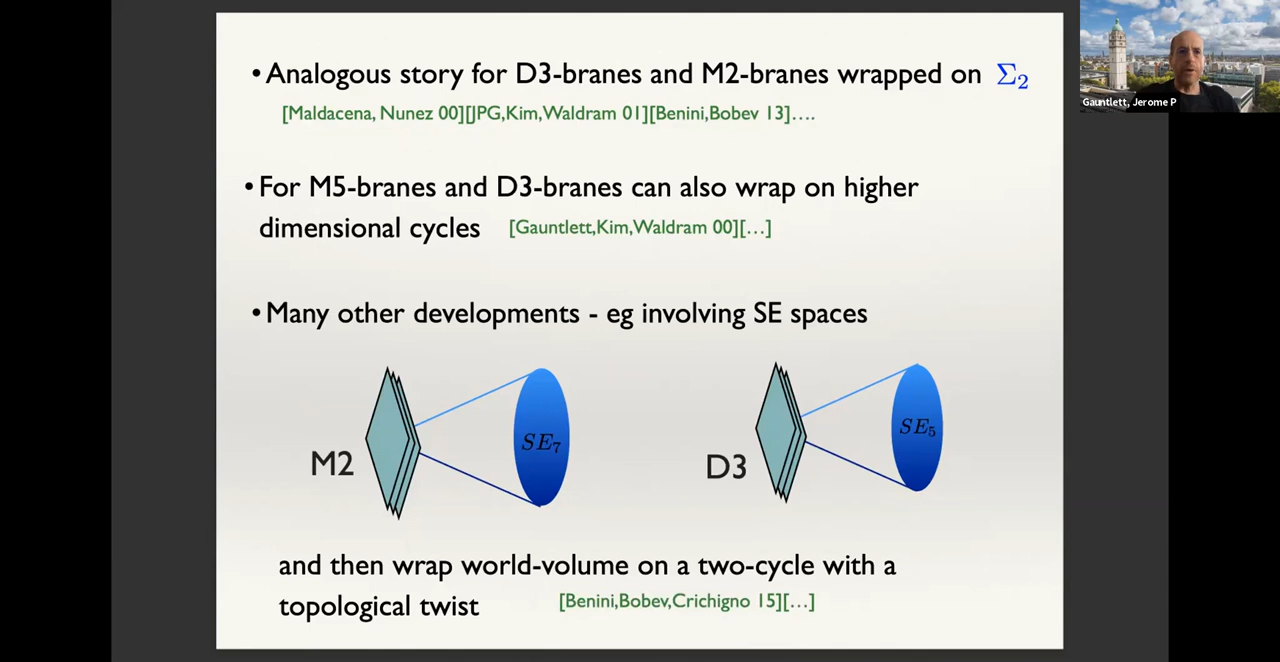 • Analogous story for D3-branes and M2-branes wrapped on Σ₂
[Maldacena, Nunez 00][JPG,Kim,Waldram 01][Benini,Bobev 13]....
• For M5-branes and D3-branes can also wrap on higher
dimensional cycles [Gauntlett,Kim,Waldram 00][...]
• Many other developments - eg involving SE spaces
M2 SE₇ D3 SE₅
and then wrap world-volume on a two-cycle with a
topological twist [Benini,Bobev,Crichigno 15][...]
Gauntlett, Jerome P